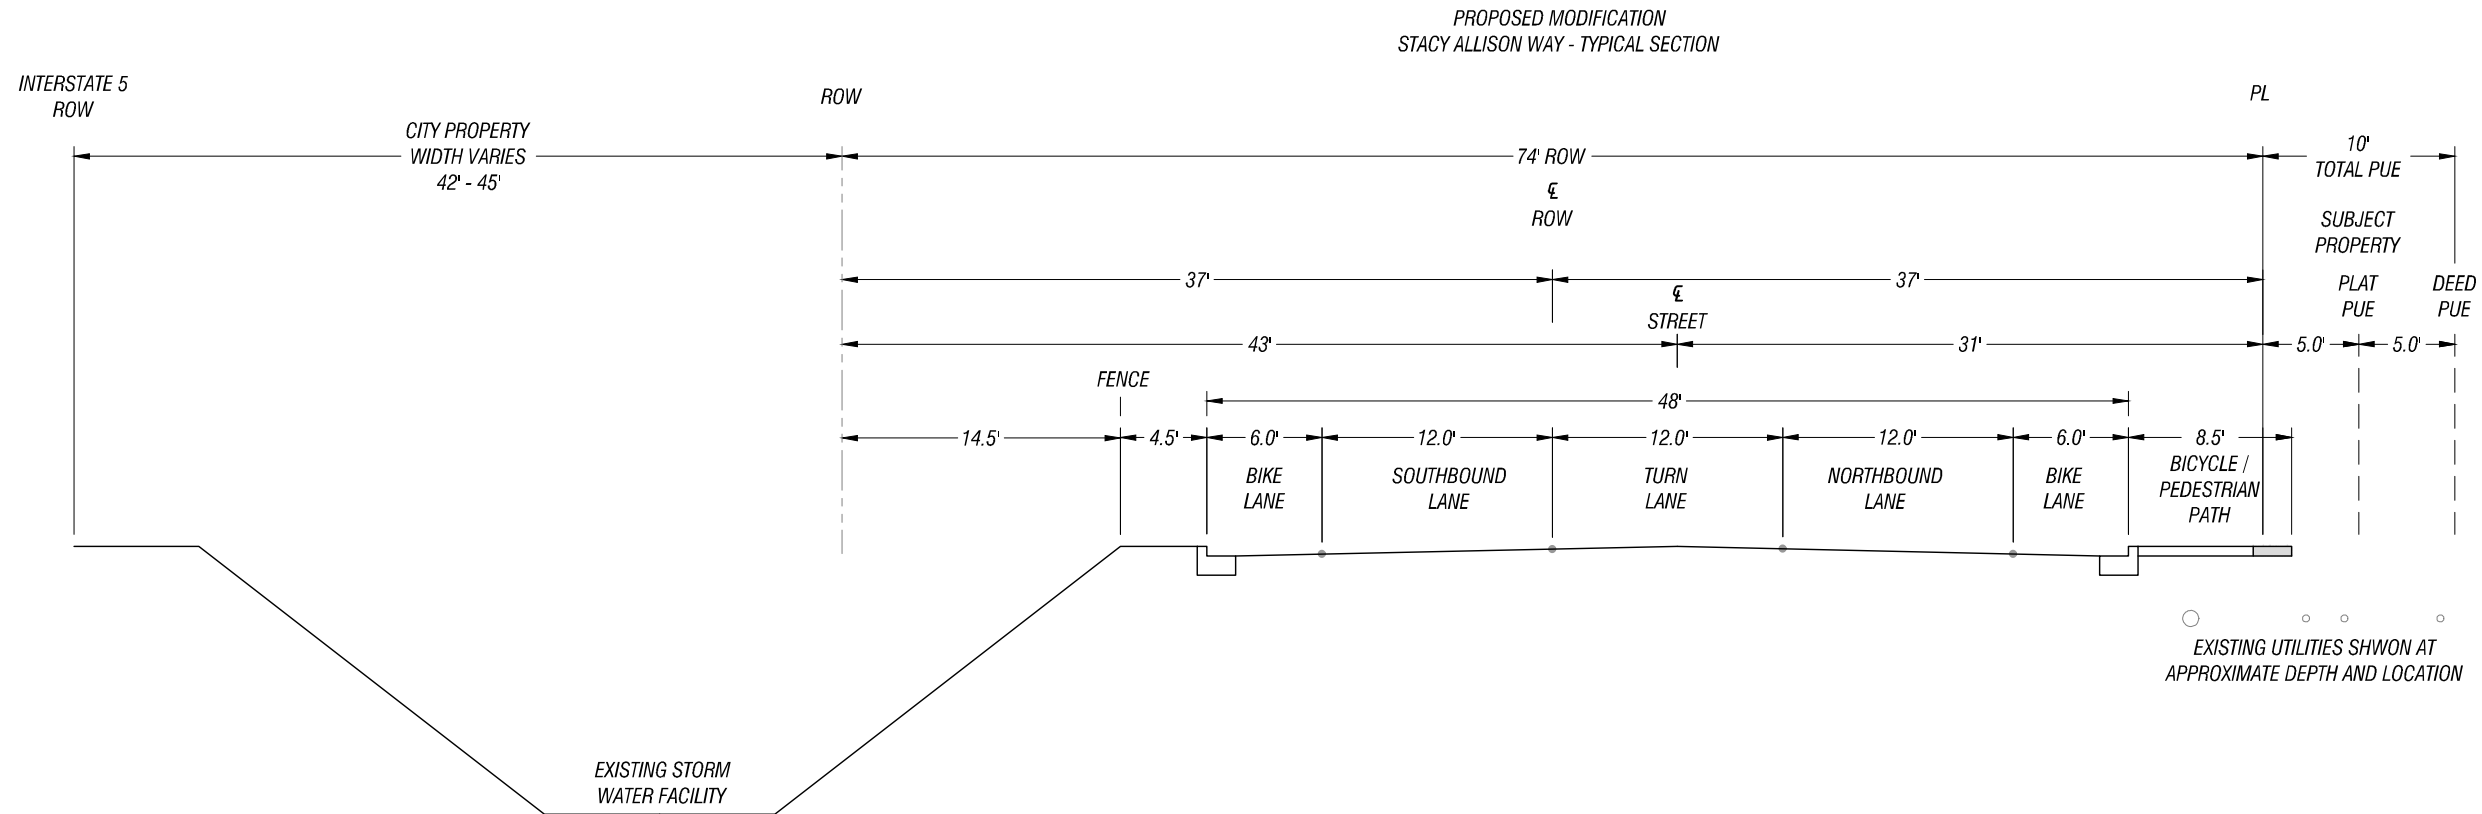 PROPOSED MODIFICATION
STACY ALLISON WAY - TYPICAL SECTION
INTERSTATE 5
ROW
ROW
PL
CITY PROPERTY
WIDTH VARIES
42' - 45'
74' ROW
10'
TOTAL PUE
℄
ROW
SUBJECT
PROPERTY
37'
37'
PLAT
PUE
DEED
PUE
℄
STREET
43'
31'
5.0'
5.0'
FENCE
48'
14.5'
4.5'
6.0'
12.0'
12.0'
12.0'
6.0'
8.5'
BIKE
LANE
SOUTHBOUND
LANE
TURN
LANE
NORTHBOUND
LANE
BIKE
LANE
BICYCLE /
PEDESTRIAN
PATH
EXISTING UTILITIES SHWON AT
APPROXIMATE DEPTH AND LOCATION
EXISTING STORM
WATER FACILITY